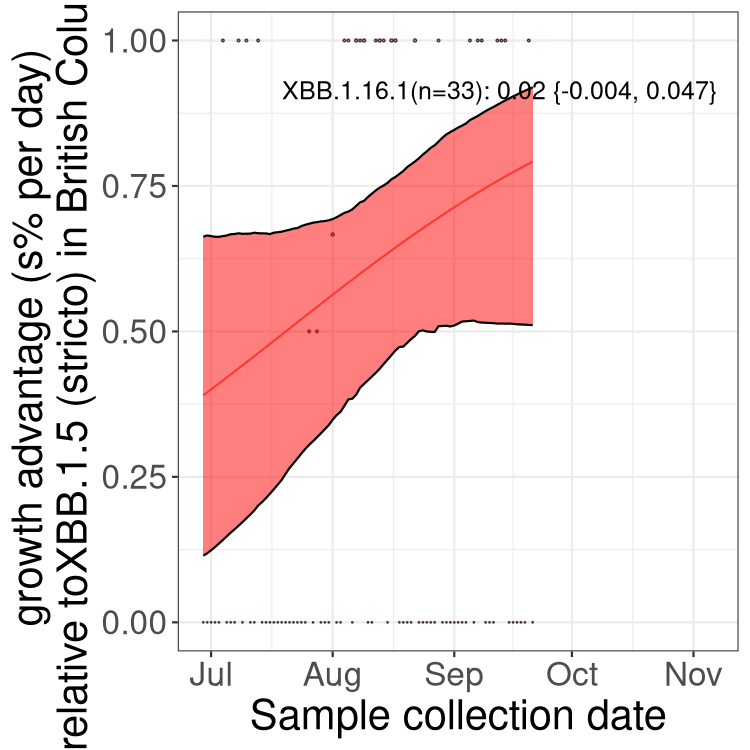 growth advantage (s% per day)
relative toXBB.1.5 (stricto) in British Colu
1.00
0.75
0.50
0.25
0.00
XBB.1.16.1(n=33): 0.02 {-0.004, 0.047}
Jul Aug Sep Oct Nov
Sample collection date